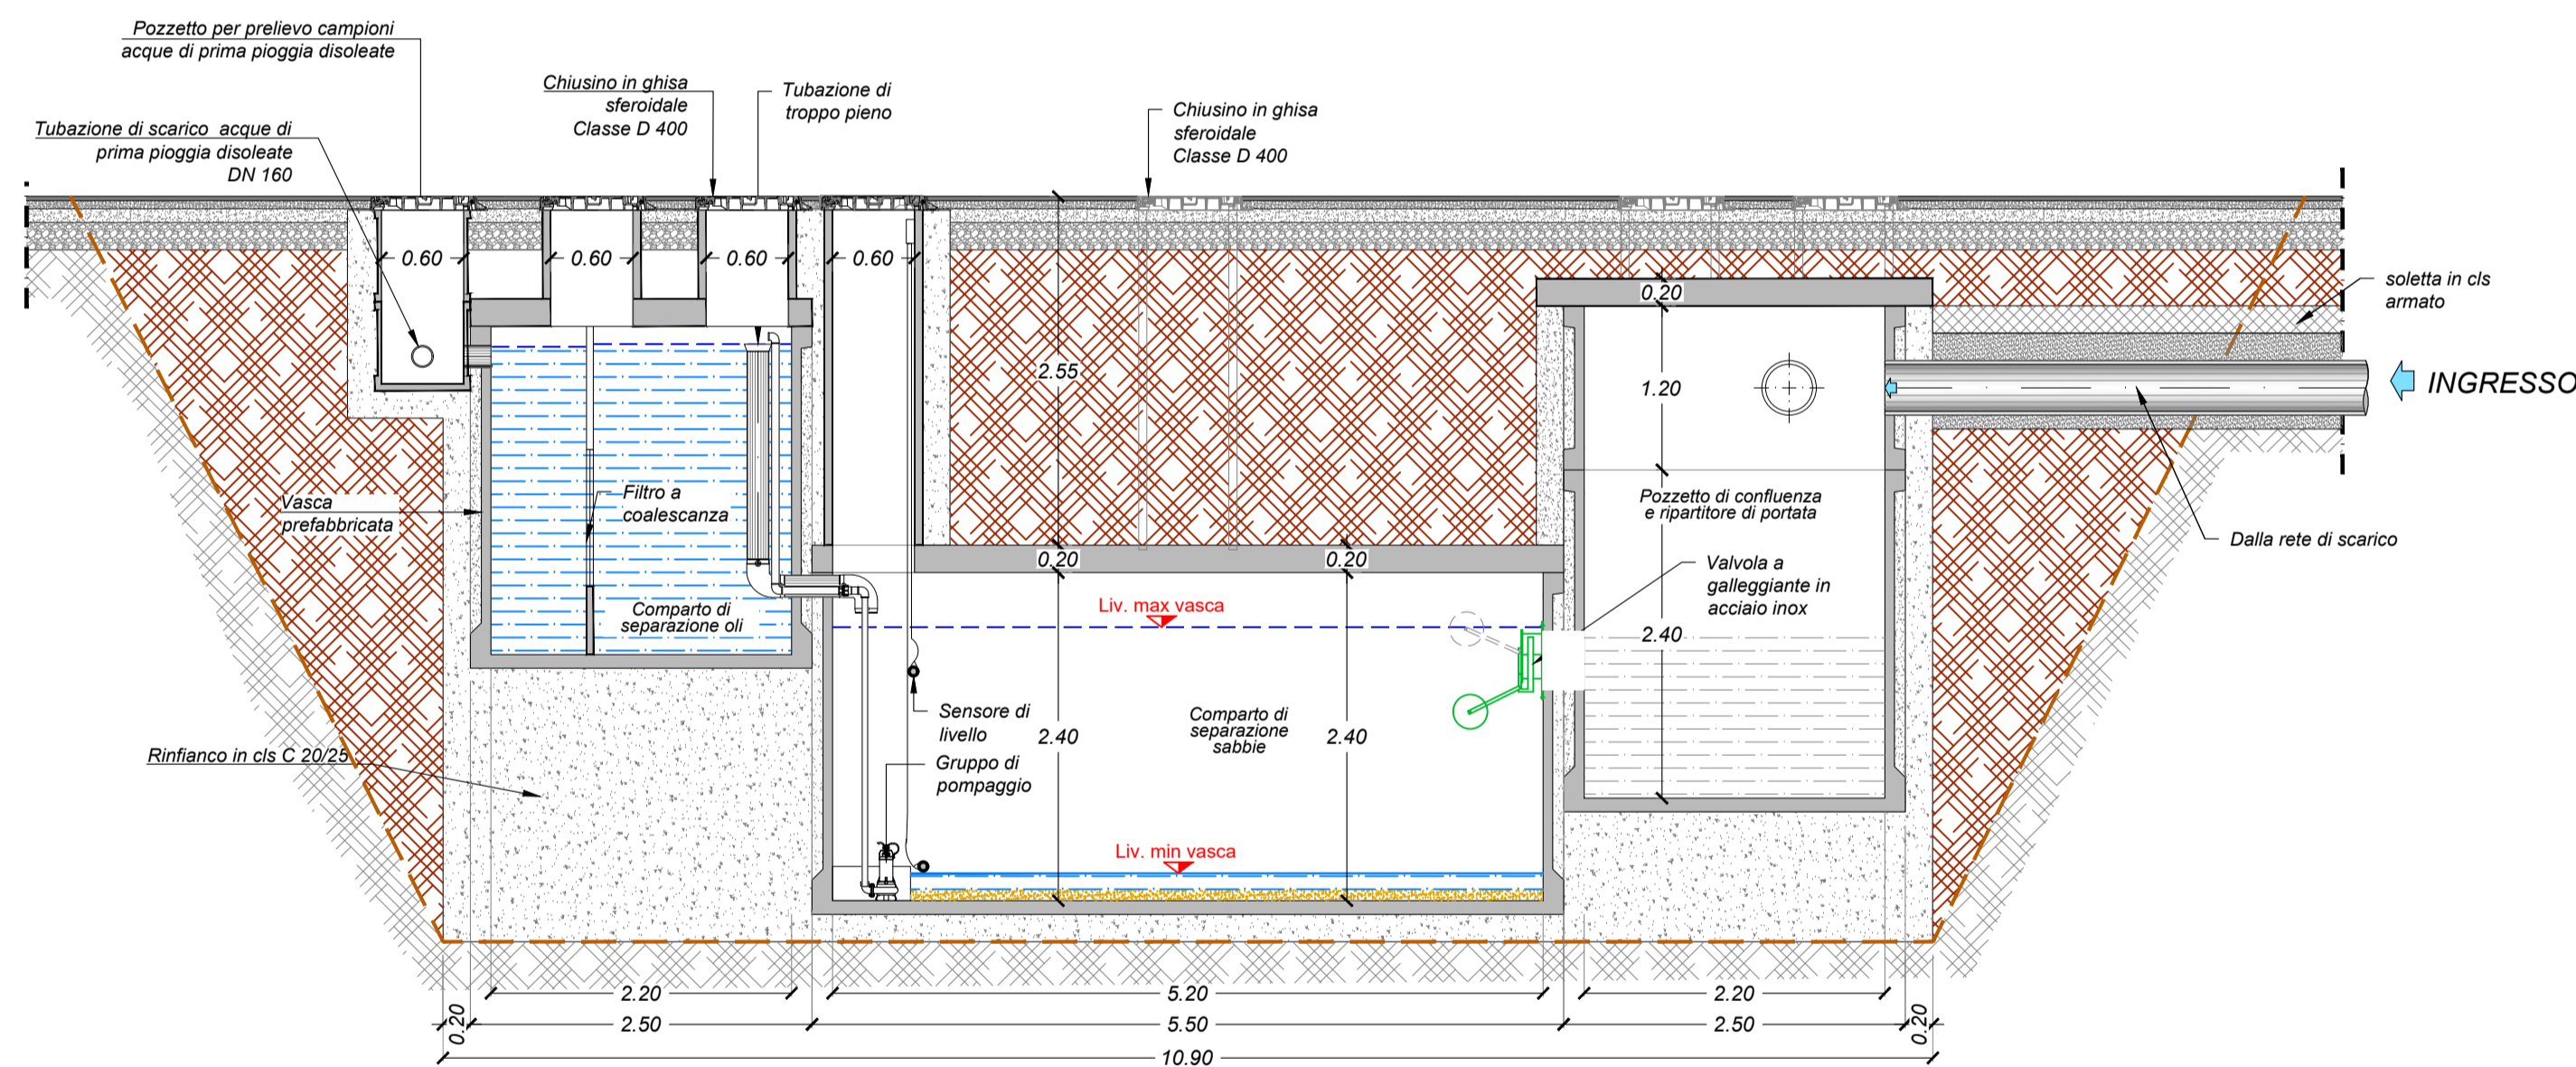 Pozzetto per prelievo campioni
acque di prima pioggia disoleate
Chiusino in ghisa
sferoidale
Classe D 400
Tubazione di
troppo pieno
Chiusino in ghisa
sferoidale
Classe D 400
Tubazione di scarico acque di
prima pioggia disoleate
DN 160
0.60
0.60
0.60
0.60
soletta in cls
armato
0.20
2.55
1.20
INGRESSO
Vasca
prefabbricata
Filtro a
coalescanza
Pozzetto di confluenza
e ripartitore di portata
Dalla rete di scarico
0.20
0.20
Valvola a
galleggiante in
acciaio inox
Liv. max vasca
Comparto di
separazione oli
2.40
Sensore di
livello
2.40
Comparto di
separazione
sabbie
2.40
Rinfianco in cls C 20/25
Gruppo di
pompaggio
Liv. min vasca
2.20
5.20
2.20
0.20
2.50
5.50
2.50
0.20
10.90